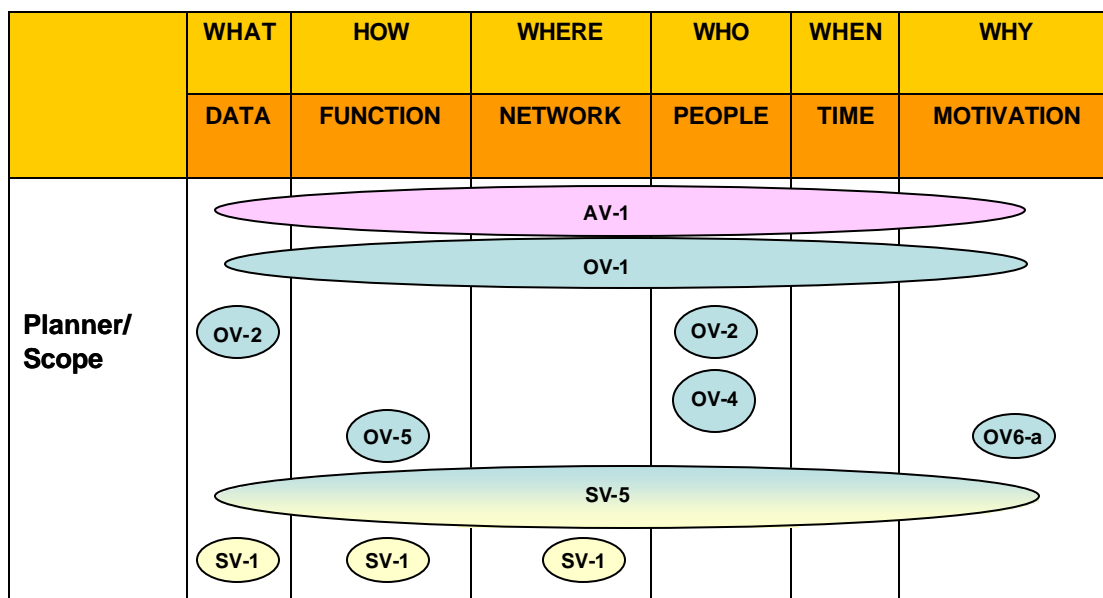 WHAT HOW WHERE WHO WHEN WHY
DATA FUNCTION NETWORK PEOPLE TIME MOTIVATION
AV-1
OV-1
Planner/
Scope
OV-2 OV-2
OV-4
OV-5 OV6-a
SV-5
SV-1 SV-1 SV-1